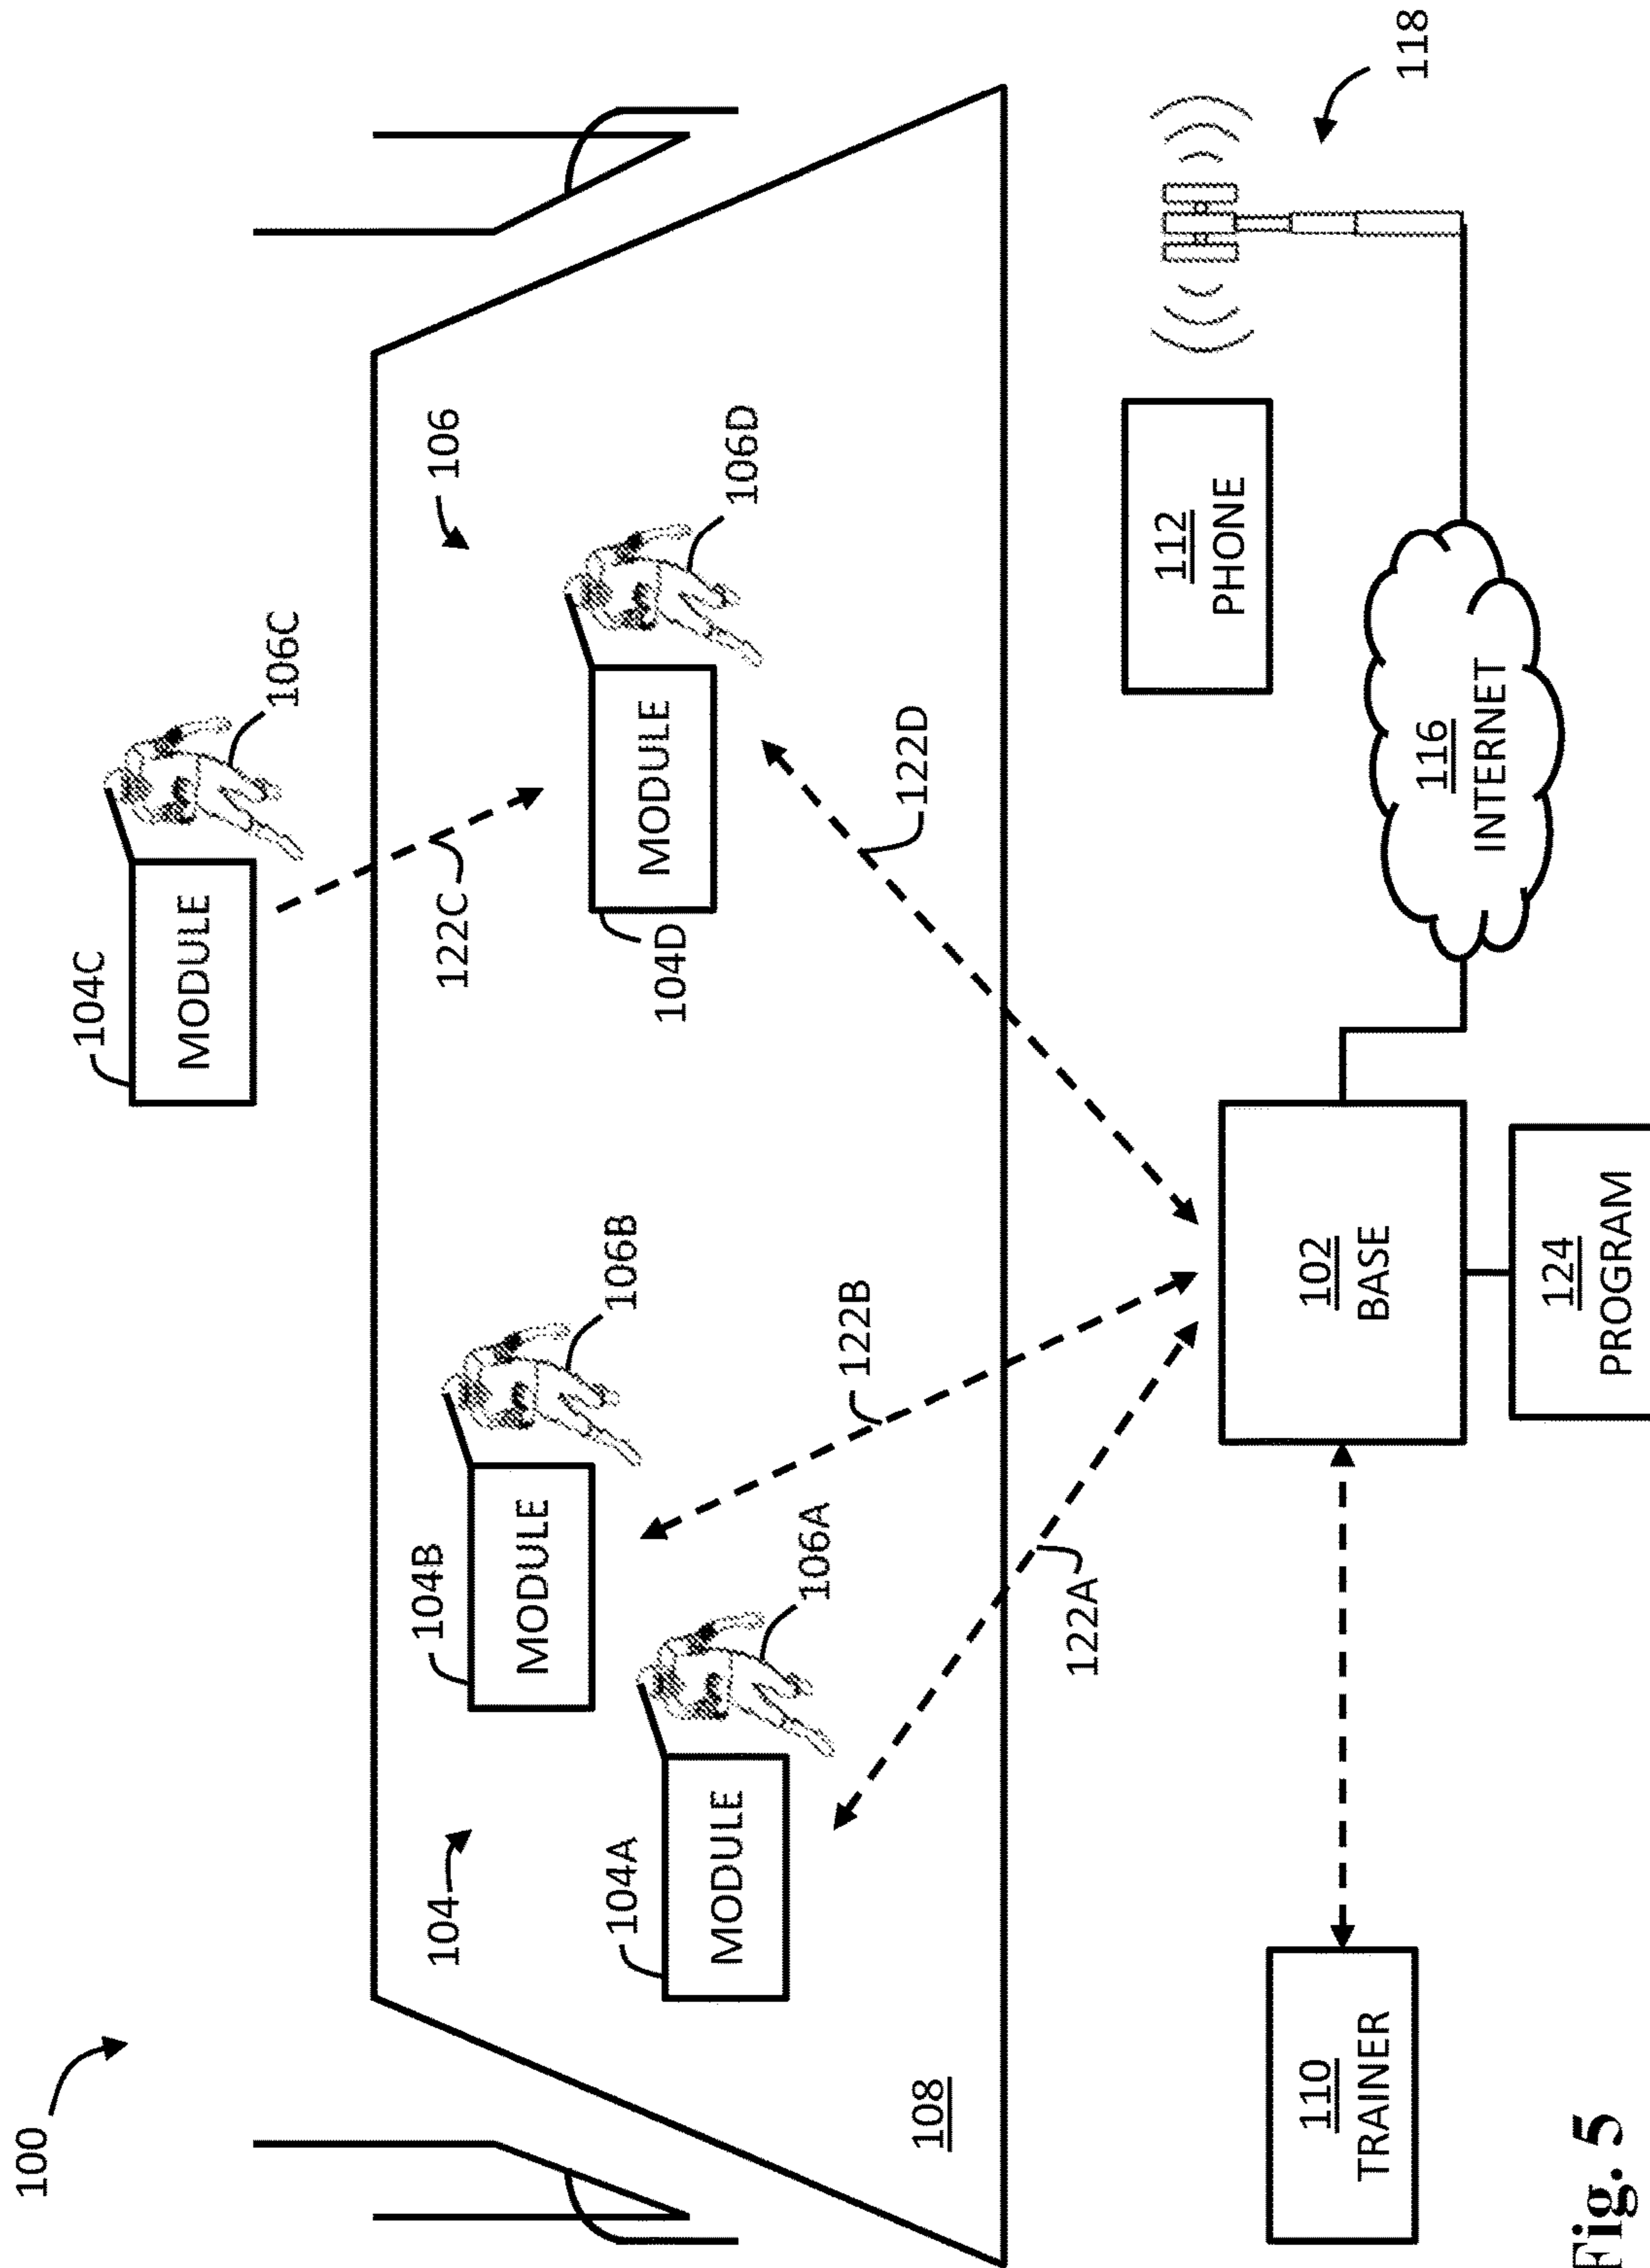 100
104C
MODULE
106C
104
104B
MODULE
106B
106
122C
104A
MODULE
106A
104D
MODULE
106D
108
122B
122D
122A
110
TRAINER
102
BASE
112
PHONE
118
124
PROGRAM
116
INTERNET
Fig. 5